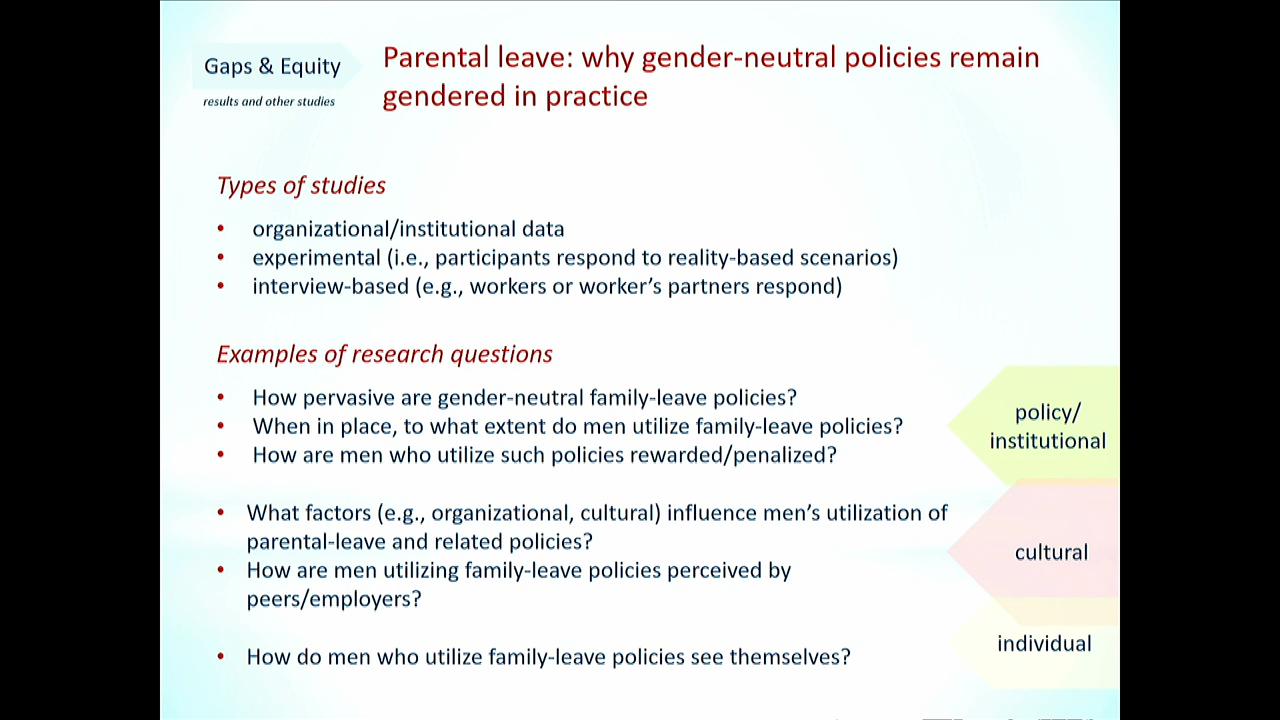 Gaps & Equity
results and other studies
Parental leave: why gender-neutral policies remain
gendered in practice
Types of studies
• organizational/institutional data
• experimental (i.e., participants respond to reality-based scenarios)
• interview-based (e.g., workers or worker's partners respond)
Examples of research questions
• How pervasive are gender-neutral family-leave policies?
• When in place, to what extent do men utilize family-leave policies?
• How are men who utilize such policies rewarded/penalized?
policy/
institutional
• What factors (e.g., organizational, cultural) influence men's utilization of
parental-leave and related policies?
• How are men utilizing family-leave policies perceived by
peers/employers?
cultural
• How do men who utilize family-leave policies see themselves?
individual